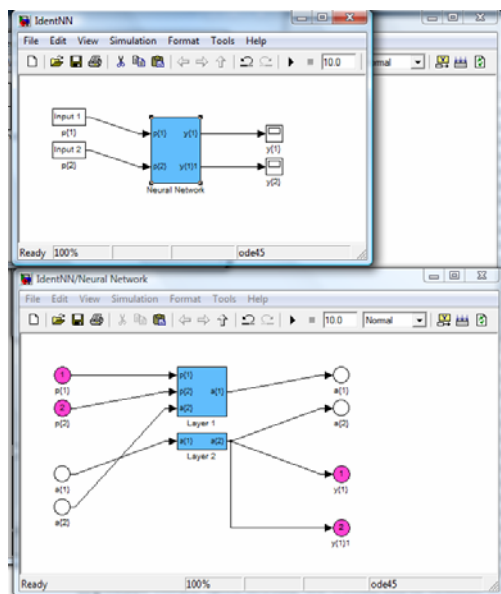 IdentNN
File Edit View Simulation Format Tools Help
10.0
Input 1
p{1}
Input 2
p{2}
p{1} y{1}
p{2} y{1}1
Neural Network
y{1}
y{2}
Ready 100% ode45
IdentNN/Neural Network
File Edit View Simulation Format Tools Help
10.0 Normal
1
p{1}
2
p{2}
p{1}
p{2} a{1}
a{2}
Layer 1
a{1} a{2}
Layer 2
a{1}
a{2}
a{1}
a{2}
1
y{1}
2
y{1}1
Ready 100% ode45